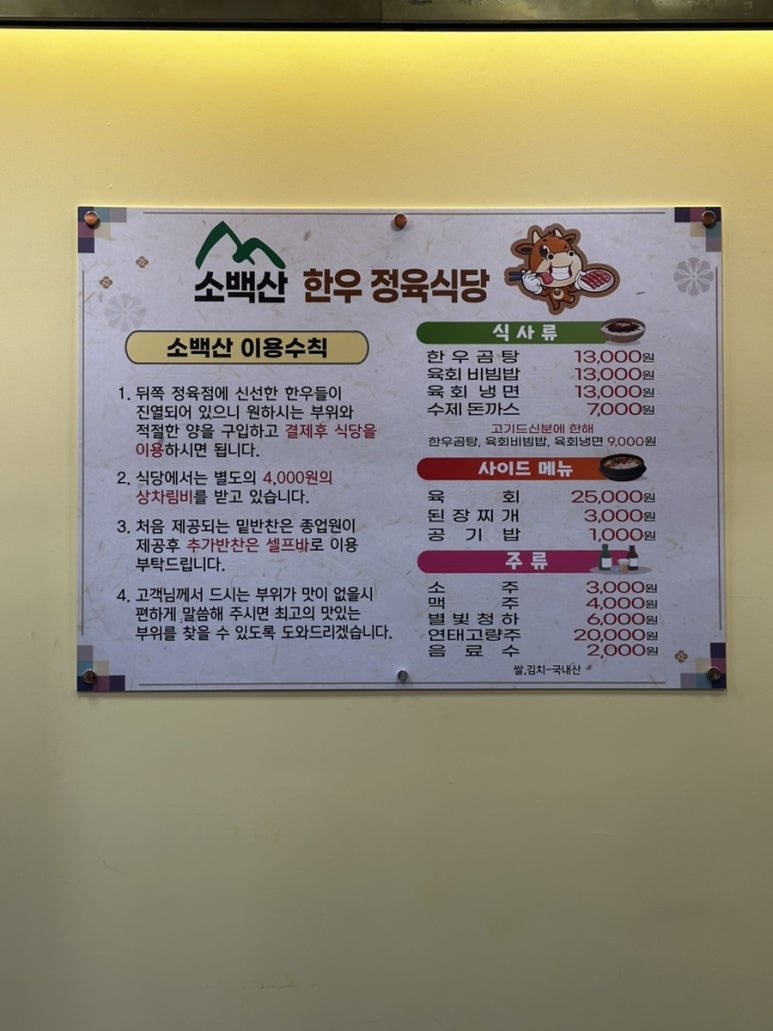 소백산 한우 정육식당
소백산 이용수칙
1. 뒤쪽 정육점에 신선한 한우들이
진열되어 있으니 원하시는 부위와
적절한 양을 구입하고 결제후 식당을
이용하시면 됩니다.
2. 식당에서는 별도의 4,000원의
상차림비를 받고 있습니다.
3. 처음 제공되는 밑반찬은 종업원이
제공후 추가반찬은 셀프바로 이용
부탁드립니다.
4. 고객님께서 드시는 부위가 맛이 없을시
편하게 말씀해 주시면 최고의 맛있는
부위를 찾을 수 있도록 도와드리겠습니다.
식사류
한우곰탕 13,000원
육회비빔밥 13,000원
육회냉면 13,000원
수제돈까스 7,000원
고기드신분에 한해
한우곰탕, 육회비빔밥, 육회냉면 9,000원
사이드 메뉴
육회 25,000원
된장찌개 3,000원
공기밥 1,000원
주류
소주 3,000원
맥주 4,000원
별빛청하 6,000원
연태고량주 20,000원
음료수 2,000원
쌀,김치-국내산